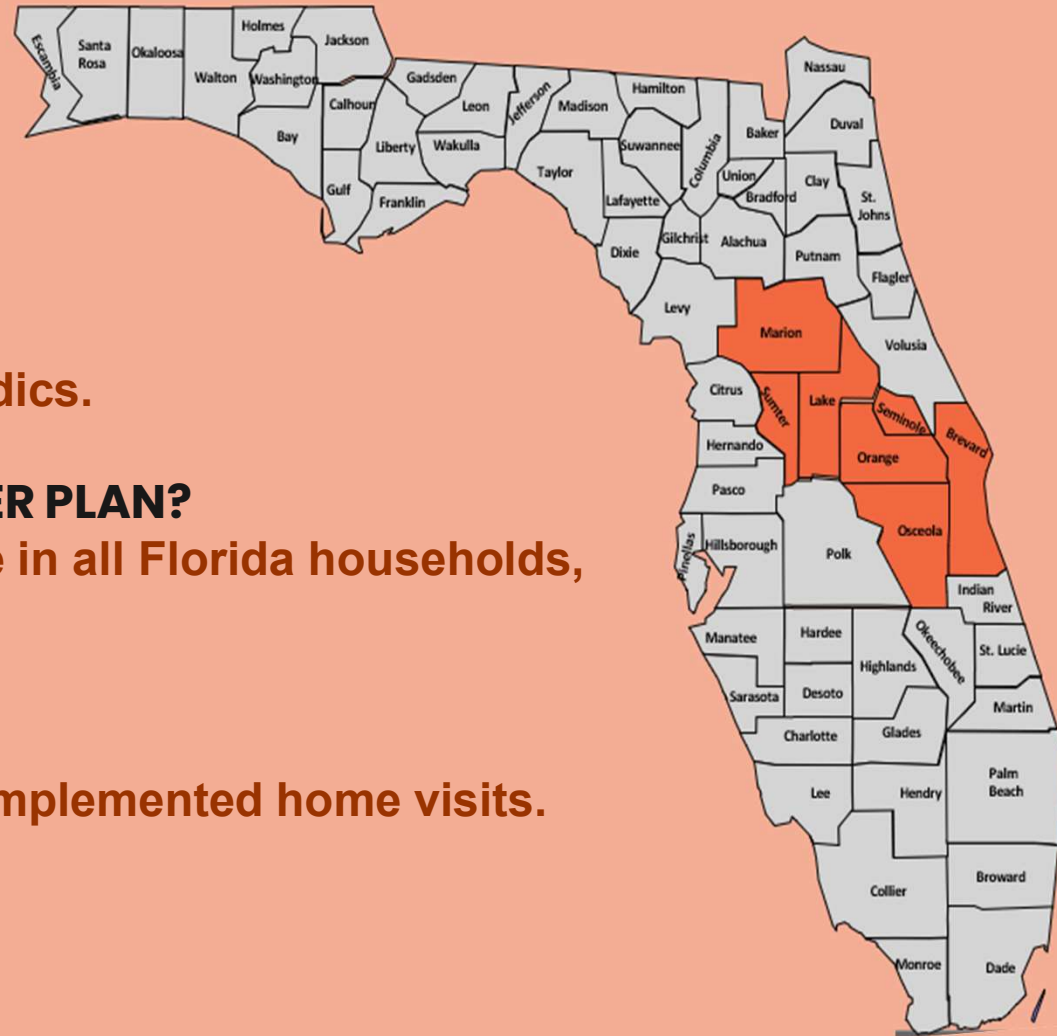 Escambia
Santa
Rosa
Okaloosa
Walton
Holmes
Washington
Jackson
Bay
Calhoun
Gulf
Liberty
Gadsden
Franklin
Leon
Wakulla
Jefferson
Madison
Taylor
Hamilton
Suwannee
Lafayette
Dixie
Columbia
Gilchrist
Baker
Union
Bradford
Alachua
Nassau
Duval
Clay
St.
Johns
Putnam
Flagler
Levy
Marion
Volusia
Citrus
Sumter
Lake
Seminole
Brevard
Hernando
Orange
Pasco
Osceola
Pinellas
Hillsborough
Polk
Indian
River
Manatee
Hardee
Highlands
Okeechobee
St. Lucie
Sarasota
Desoto
Martin
Charlotte
Glades
Lee
Hendry
Palm
Beach
Collier
Broward
Monroe
Dade
dics.
ER PLAN?
e in all Florida households,
mplemented home visits.